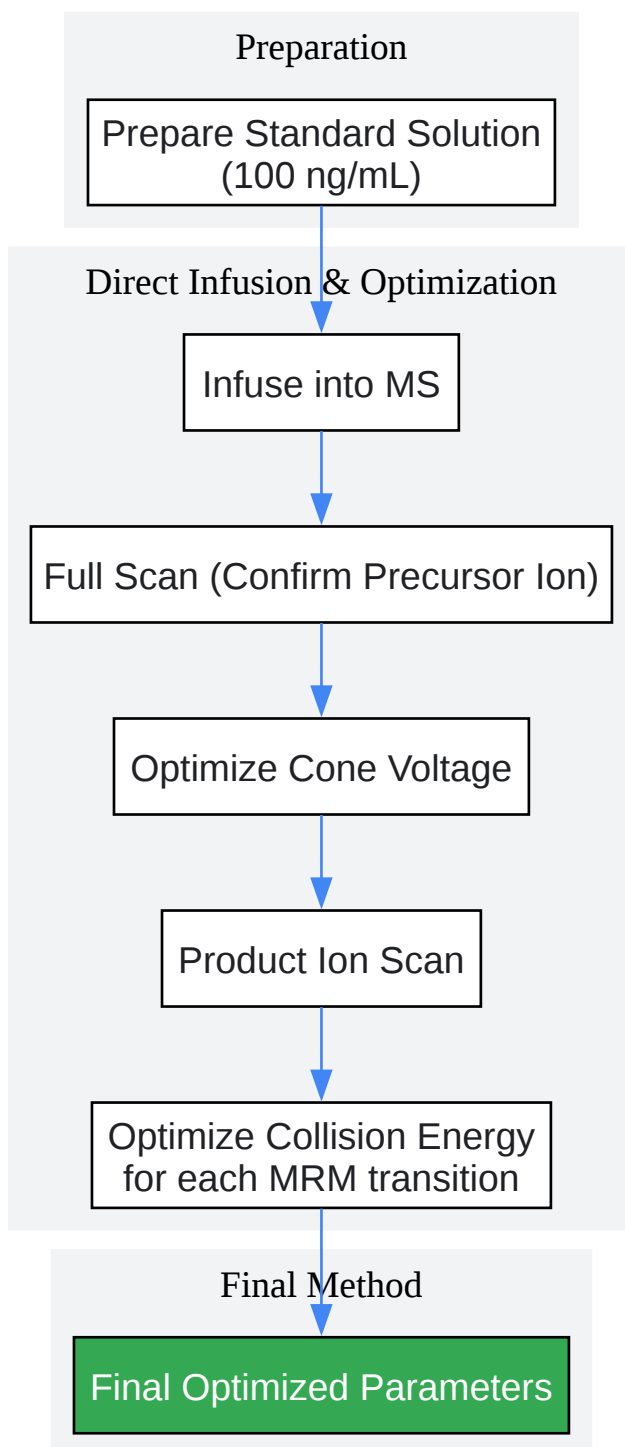 Preparation
Prepare Standard Solution
(100 ng/mL)
Direct Infusion & Optimization
Infuse into MS
Full Scan (Confirm Precursor Ion)
Optimize Cone Voltage
Product Ion Scan
Optimize Collision Energy
for each MRM transition
Final Method
Final Optimized Parameters